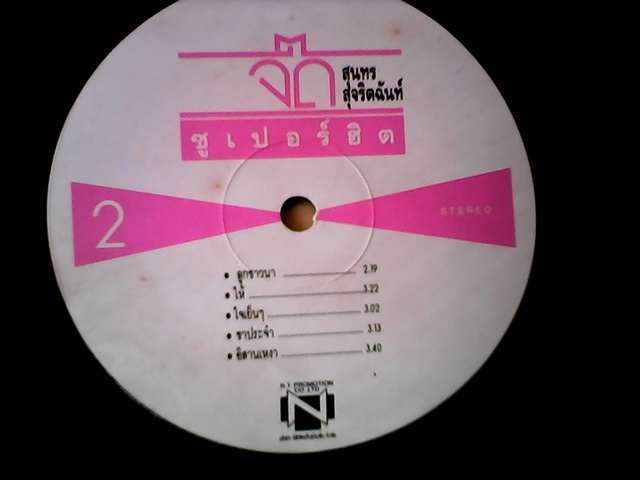 จิ๊ด
สุนทร
สุจริตฉันท์
ซูเปอร์ฮิต
2
STEREO
• ลูกชาวนา 2.19
• ให้ 3.22
• ใจเย็นๆ 3.02
• ขาประจำ 3.13
• อีสานเหงา 3.40
N.T. PROMOTION
CO. LTD
N